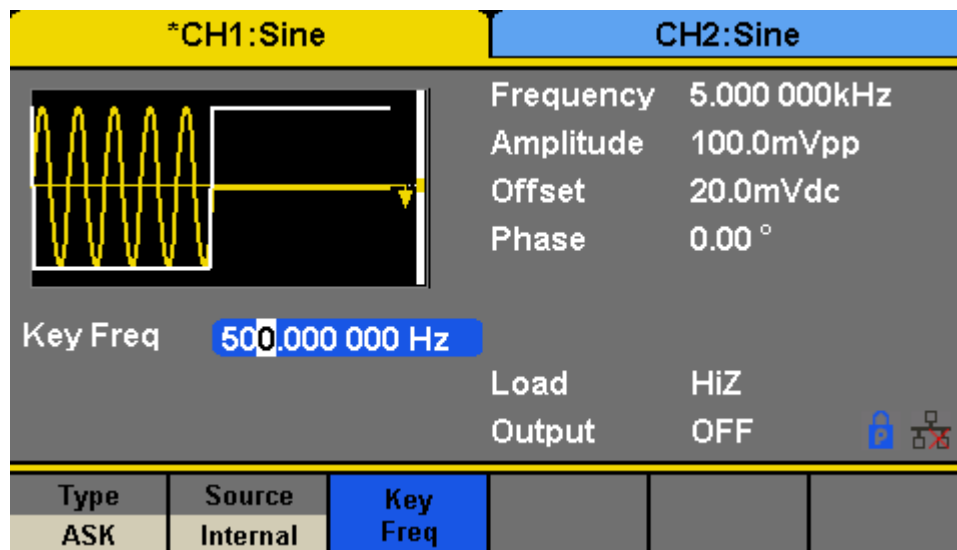 *CH1:Sine CH2:Sine
Frequency 5.000 000kHz
Amplitude 100.0mVpp
Offset 20.0mVdc
Phase 0.00 °
Key Freq 500.000 000 Hz
Load HiZ
Output OFF
P
Type Source Key
ASK Internal Freq